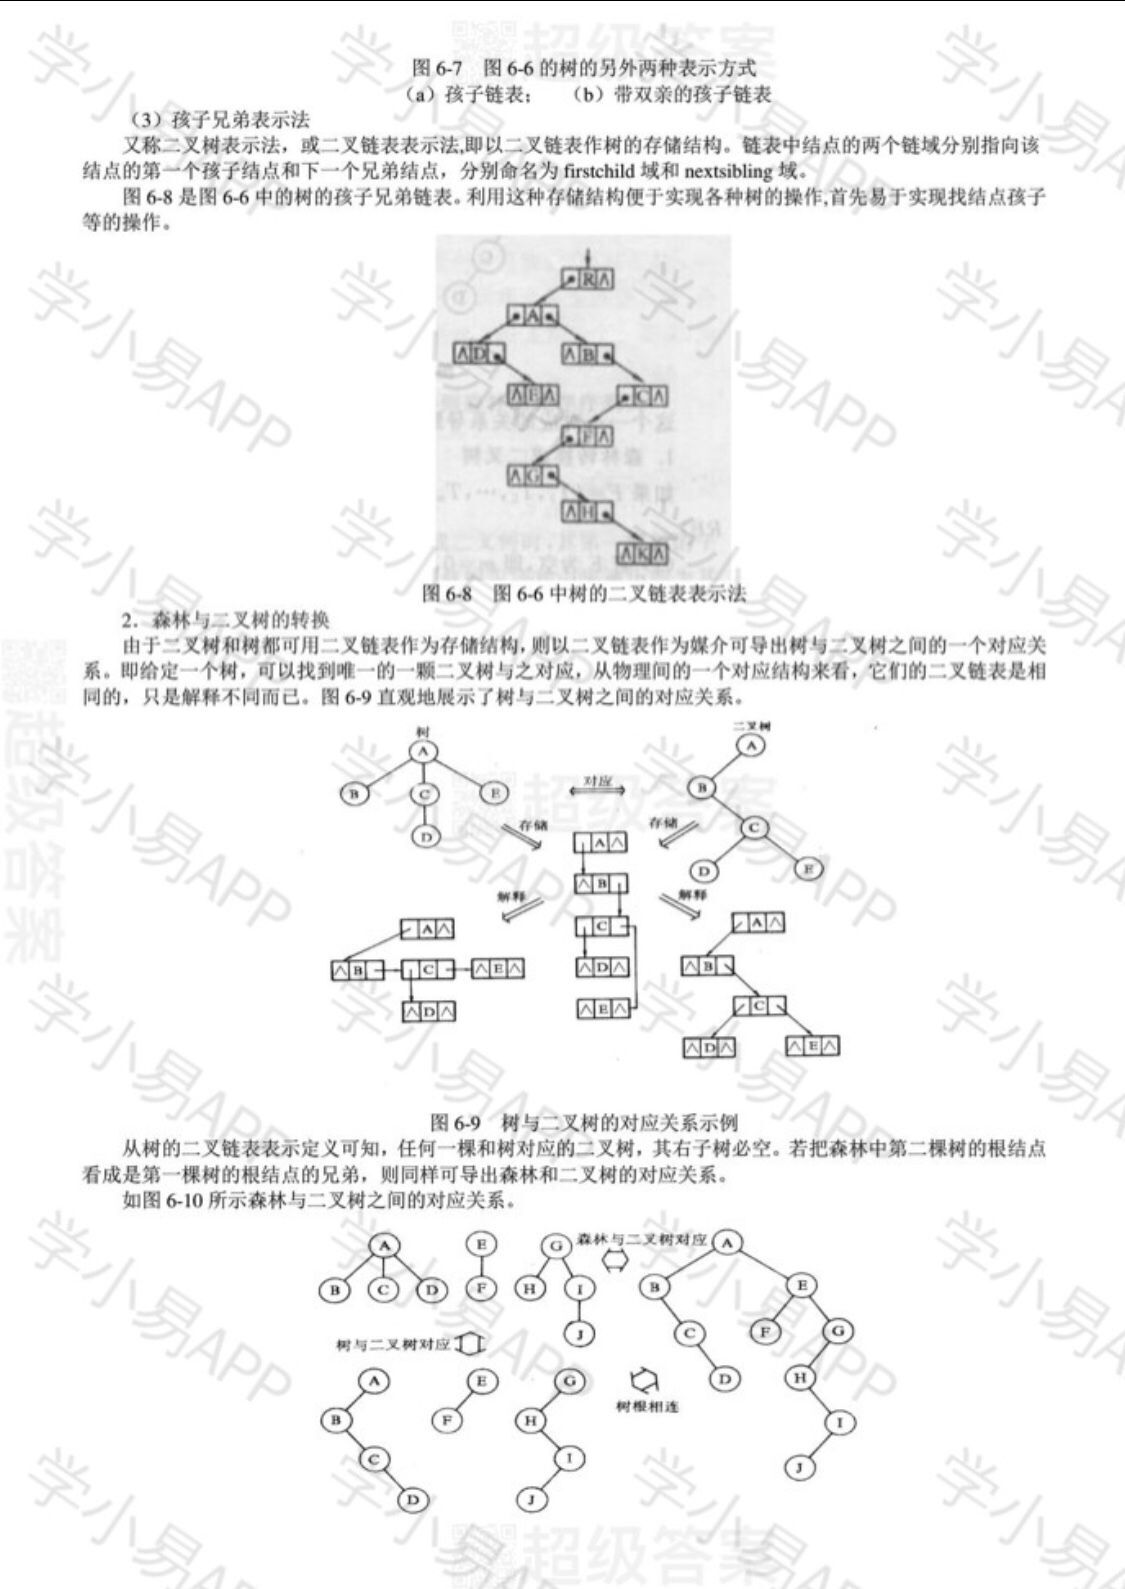 图 6-7 图 6-6 的树的另外两种表示方式
（a）孩子链表； （b）带双亲的孩子链表
（3）孩子兄弟表示法
又称二叉树表示法，或二叉链表表示法,即以二叉链表作树的存储结构。链表中结点的两个链域分别指向该
结点的第一个孩子结点和下一个兄弟结点，分别命名为 firstchild 域和 nextsibling 域。
图 6-8 是图 6-6 中的树的孩子兄弟链表。利用这种存储结构便于实现各种树的操作,首先易于实现找结点孩子
等的操作。
R∧
A
∧D
∧B
∧E∧
C∧
F∧
∧G
∧H
∧K∧
图 6-8 图 6-6 中树的二叉链表表示法
2．森林与二叉树的转换
由于二叉树和树都可用二叉链表作为存储结构，则以二叉链表作为媒介可导出树与二叉树之间的一个对应关
系。即给定一个树，可以找到唯一的一颗二叉树与之对应，从物理间的一个对应结构来看，它们的二叉链表是相
同的，只是解释不同而已。图 6-9 直观地展示了树与二叉树之间的对应关系。
树
二叉树
A
A
B
C
E
对应
B
D
存储
存储
C
A∧
D
E
∧B
解释
解释
A∧
C
A∧
∧B
C
∧E∧
∧D∧
∧B
∧D∧
∧E∧
C
∧D∧
∧E∧
图 6-9 树与二叉树的对应关系示例
从树的二叉链表表示定义可知，任何一棵和树对应的二叉树，其右子树必空。若把森林中第二棵树的根结点
看成是第一棵树的根结点的兄弟，则同样可导出森林和二叉树的对应关系。
如图 6-10 所示森林与二叉树之间的对应关系。
A
E
G
森林与二叉树对应
A
B
C
D
F
H
I
B
E
J
C
F
G
树与二叉树对应
D
H
A
E
G
树根相连
B
F
H
I
C
I
J
D
J
学小易APP
超级答案